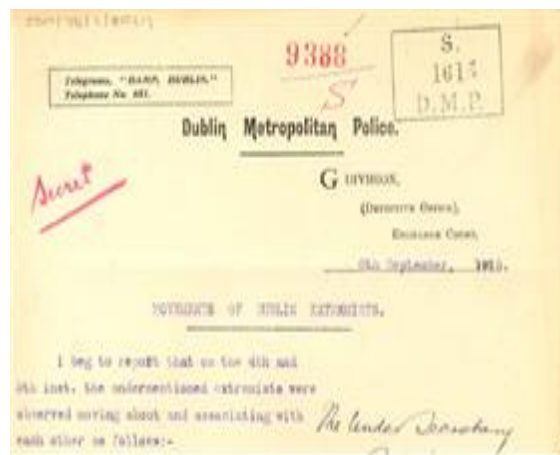 9388
S
S.
1615
D.M.P.
Telegrams, "DAMP, DUBLIN."
Telephone No.
Dublin Metropolitan Police.
Secret
G DIVISION,
(Detective Office),
Exchange Court,
September, 1915.
MOVEMENTS OF DUBLIN EXTREMISTS.
I beg to report that on the 4th and
5th inst. the undermentioned extremists were
observed moving about and associating with
each other as follows:-
The Under Secretary